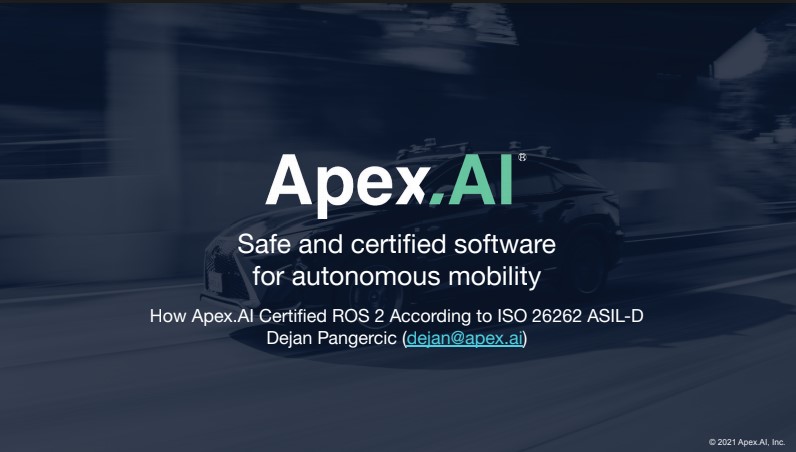 Apex.AI®
Safe and certified software
for autonomous mobility
How Apex.AI Certified ROS 2 According to ISO 26262 ASIL-D
Dejan Pangercic (dejan@apex.ai)
© 2021 Apex.AI, Inc.